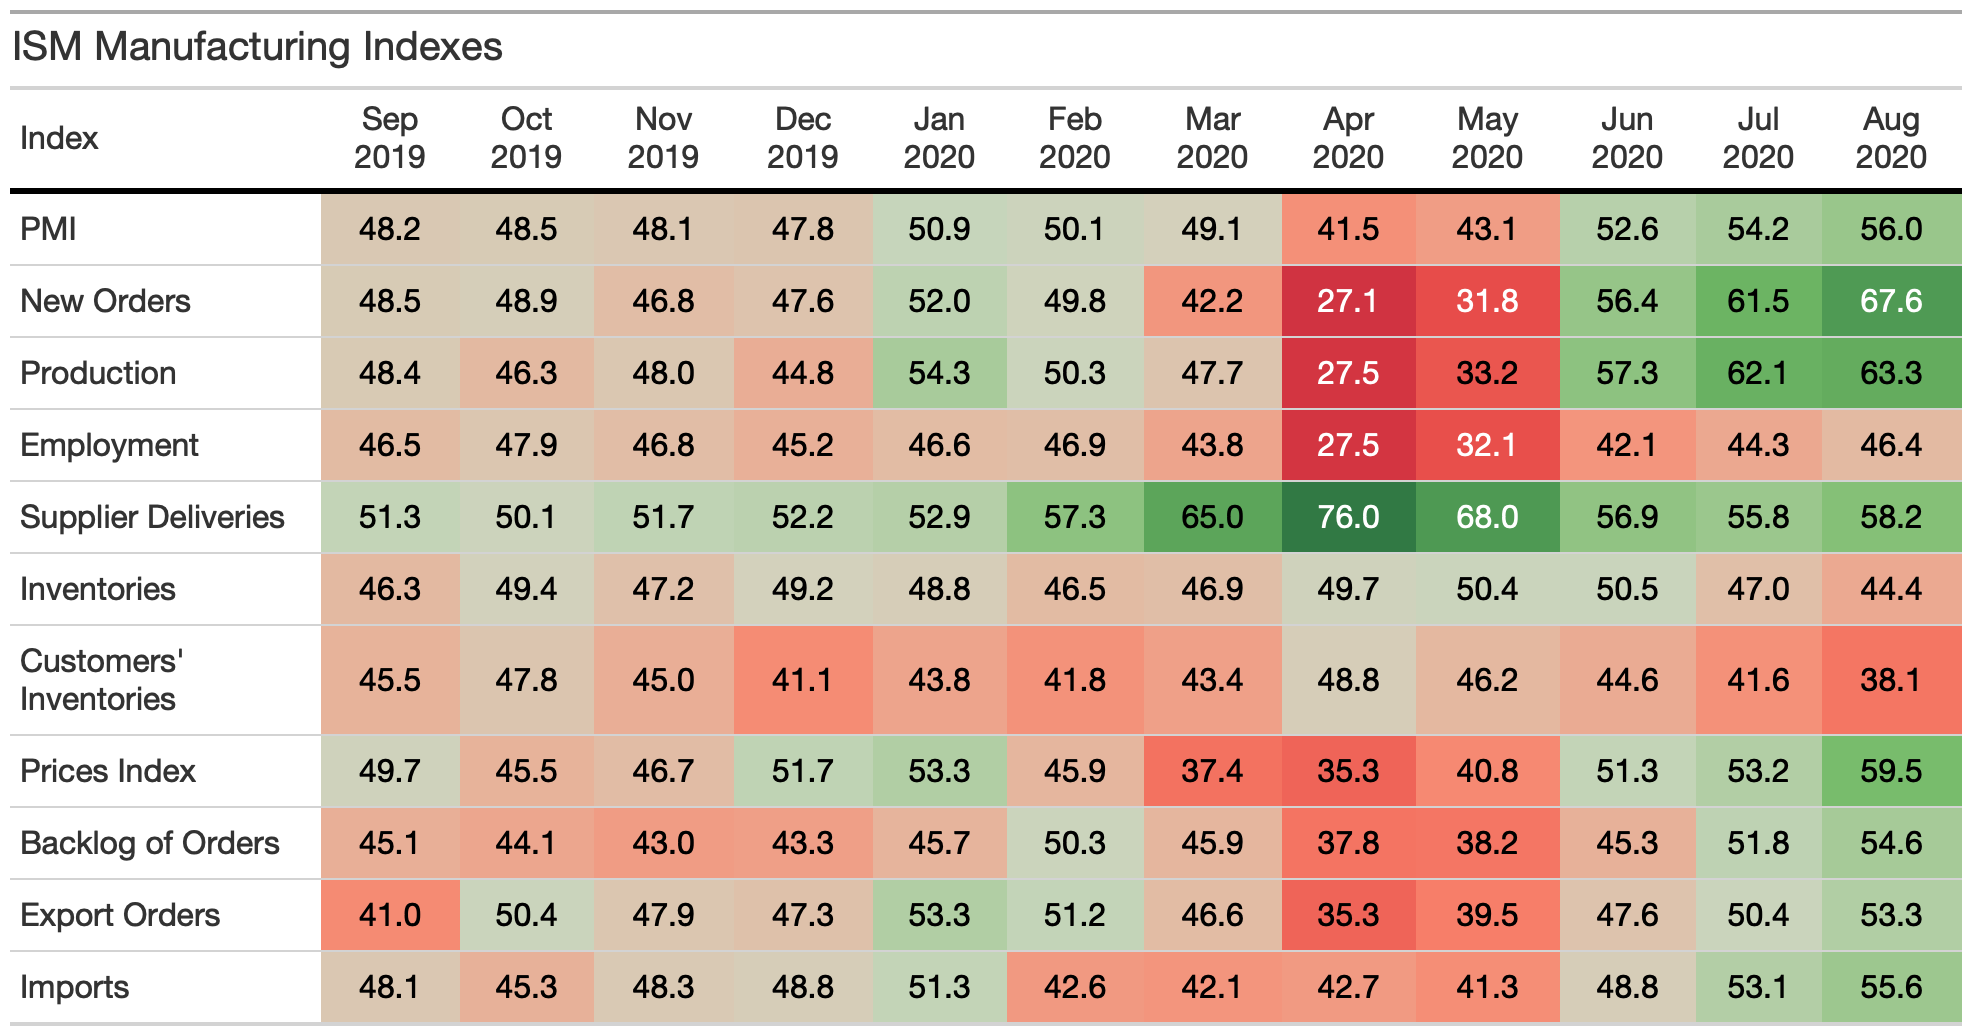 ISM Manufacturing Indexes
Index Sep 2019 Oct 2019 Nov 2019 Dec 2019 Jan 2020 Feb 2020 Mar 2020 Apr 2020 May 2020 Jun 2020 Jul 2020 Aug 2020
PMI 48.2 48.5 48.1 47.8 50.9 50.1 49.1 41.5 43.1 52.6 54.2 56.0
New Orders 48.5 48.9 46.8 47.6 52.0 49.8 42.2 27.1 31.8 56.4 61.5 67.6
Production 48.4 46.3 48.0 44.8 54.3 50.3 47.7 27.5 33.2 57.3 62.1 63.3
Employment 46.5 47.9 46.8 45.2 46.6 46.9 43.8 27.5 32.1 42.1 44.3 46.4
Supplier Deliveries 51.3 50.1 51.7 52.2 52.9 57.3 65.0 76.0 68.0 56.9 55.8 58.2
Inventories 46.3 49.4 47.2 49.2 48.8 46.5 46.9 49.7 50.4 50.5 47.0 44.4
Customers' Inventories 45.5 47.8 45.0 41.1 43.8 41.8 43.4 48.8 46.2 44.6 41.6 38.1
Prices Index 49.7 45.5 46.7 51.7 53.3 45.9 37.4 35.3 40.8 51.3 53.2 59.5
Backlog of Orders 45.1 44.1 43.0 43.3 45.7 50.3 45.9 37.8 38.2 45.3 51.8 54.6
Export Orders 41.0 50.4 47.9 47.3 53.3 51.2 46.6 35.3 39.5 47.6 50.4 53.3
Imports 48.1 45.3 48.3 48.8 51.3 42.6 42.1 42.7 41.3 48.8 53.1 55.6